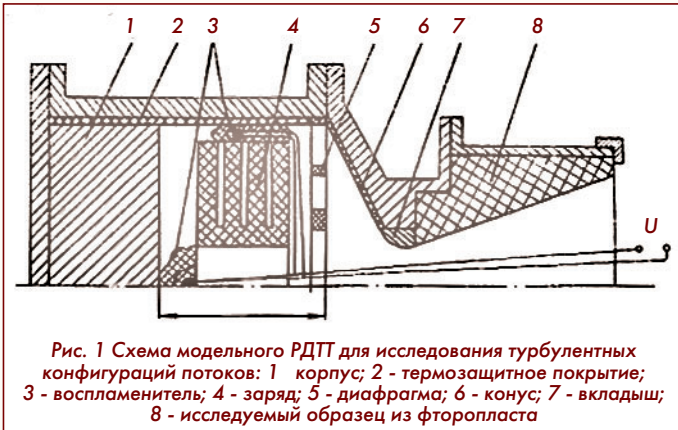 1 2 3 4 5 6 7 8
U
Рис. 1 Схема модельного РДТТ для исследования турбулентных
конфигураций потоков: 1 корпус; 2 - термозащитное покрытие;
3 - воспламенитель; 4 - заряд; 5 - диафрагма; 6 - конус; 7 - вкладыш;
8 - исследуемый образец из фторопласта